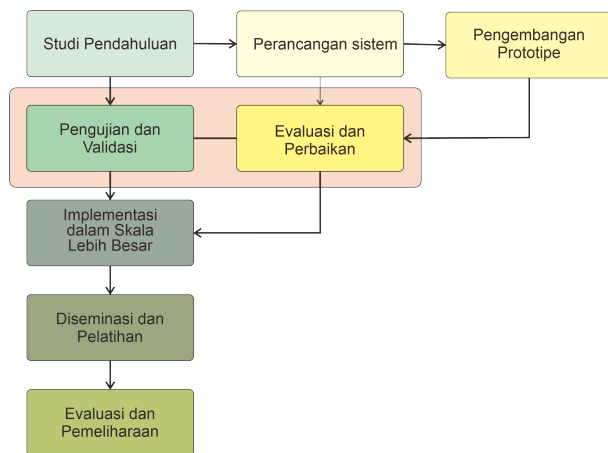 Studi Pendahuluan
Perancangan sistem
Pengembangan
Prototipe
Pengujian dan
Validasi
Evaluasi dan
Perbaikan
Implementasi
dalam Skala
Lebih Besar
Diseminasi dan
Pelatihan
Evaluasi dan
Pemeliharaan